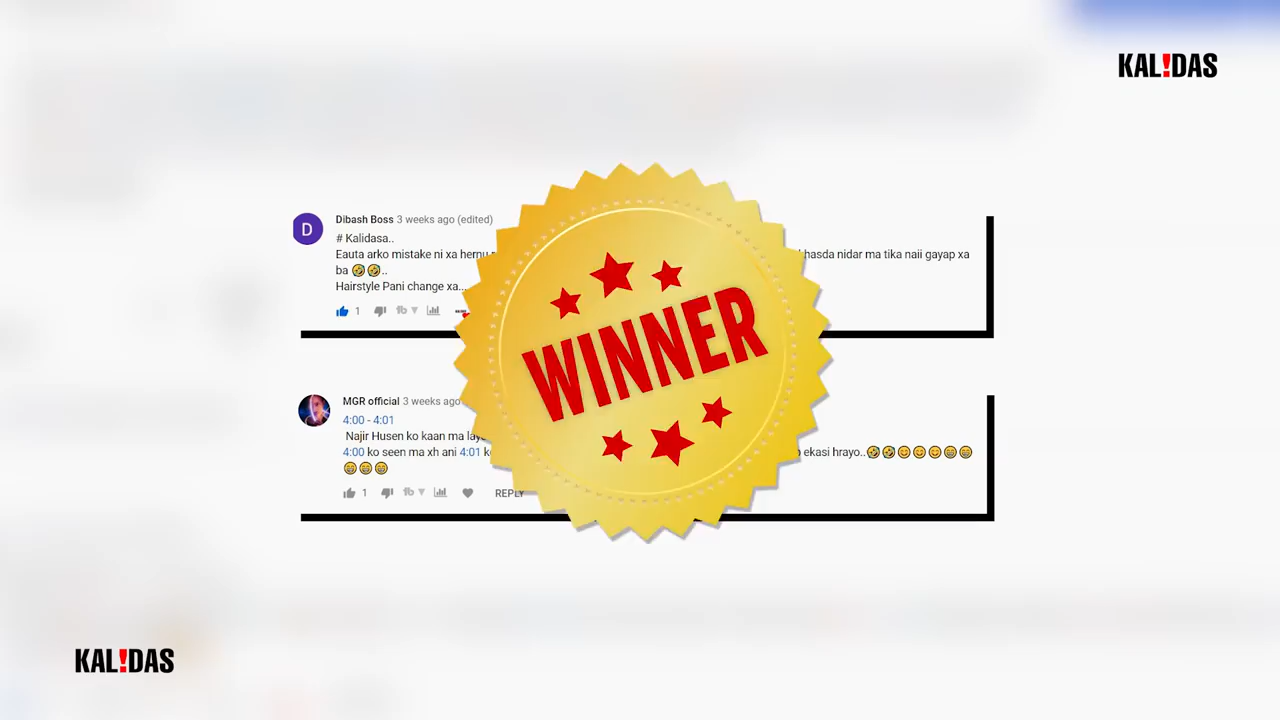 KAL!DAS
D
Dibash Boss 3 weeks ago (edited)
# Kalidasa..
Eauta arko mistake ni xa hernu hasda nidar ma tika naii gayap xa
ba 🤣🤣..
Hairstyle Pani change xa...
1
WINNER
MGR official 3 weeks ago
4:00 - 4:01
Najir Husen ko kaan ma
4:00 ko seen ma xh ani 4:01 ekasi hrayo..🤣🤣😊😊😊😁😁
😁😁😁
1 REPLY
KAL!DAS